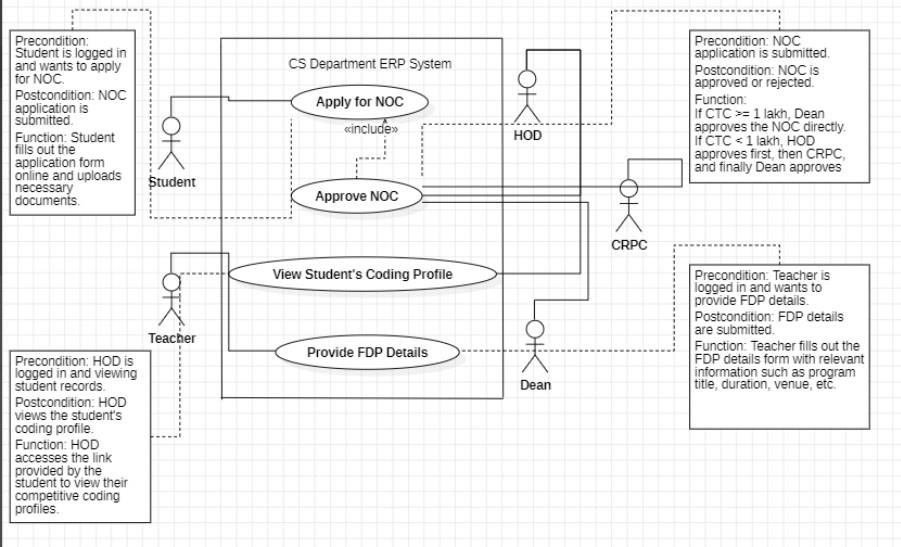 Precondition:
Student is logged in
and wants to apply
for NOC.
Postcondition: NOC
application is
submitted.
Function: Student
fills out the
application form
online and uploads
necessary
documents.
CS Department ERP System
Apply for NOC
«include»
Approve NOC
View Student's Coding Profile
Provide FDP Details
Student
Teacher
HOD
CRPC
Dean
Precondition: NOC
application is submitted.
Postcondition: NOC is
approved or rejected.
Function:
If CTC >= 1 lakh, Dean
approves the NOC directly.
If CTC < 1 lakh, HOD
approves first, then CRPC,
and finally Dean approves
Precondition: HOD is
logged in and viewing
student records.
Postcondition: HOD
views the student's
coding profile.
Function: HOD
accesses the link
provided by the
student to view their
competitive coding
profiles.
Precondition: Teacher is
logged in and wants to
provide FDP details.
Postcondition: FDP details
are submitted.
Function: Teacher fills out the
FDP details form with relevant
information such as program
title, duration, venue, etc.